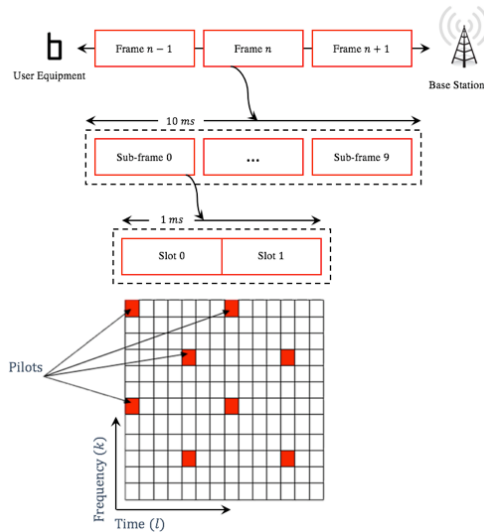 Frame n − 1
Frame n
Frame n + 1
User Equipment
Base Station
10 ms
Sub-frame 0
...
Sub-frame 9
1 ms
Slot 0
Slot 1
Pilots
Frequency (k)
Time (l)